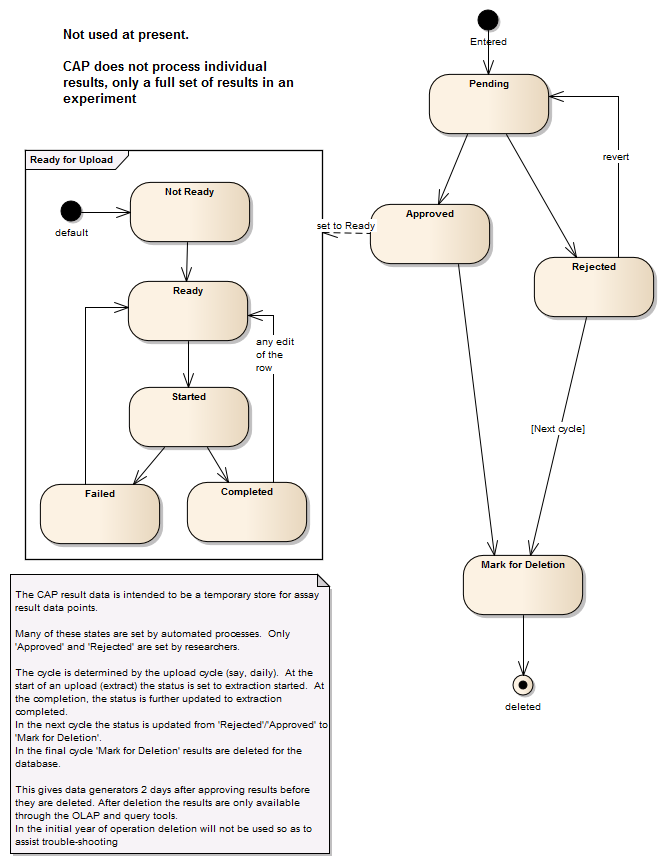 Not used at present.
CAP does not process individual
results, only a full set of results in an
experiment
Entered
Pending
revert
Ready for Upload
Not Ready
default
set to Ready
Approved
Rejected
Ready
any edit
of the
row
Started
[Next cycle]
Failed
Completed
Mark for Deletion
deleted
The CAP result data is intended to be a temporary store for assay
result data points.
Many of these states are set by automated processes.  Only
'Approved' and 'Rejected' are set by researchers.
The cycle is determined by the upload cycle (say, daily).  At the
start of an upload (extract) the status is set to extraction started.  At
the completion, the status is further updated to extraction
completed.
In the next cycle the status is updated from 'Rejected'/'Approved' to
'Mark for Deletion'.
In the final cycle 'Mark for Deletion' results are deleted for the
database.
This gives data generators 2 days after approving results before
they are deleted. After deletion the results are only available
through the OLAP and query tools.
In the initial year of operation deletion will not be used so as to
assist trouble-shooting